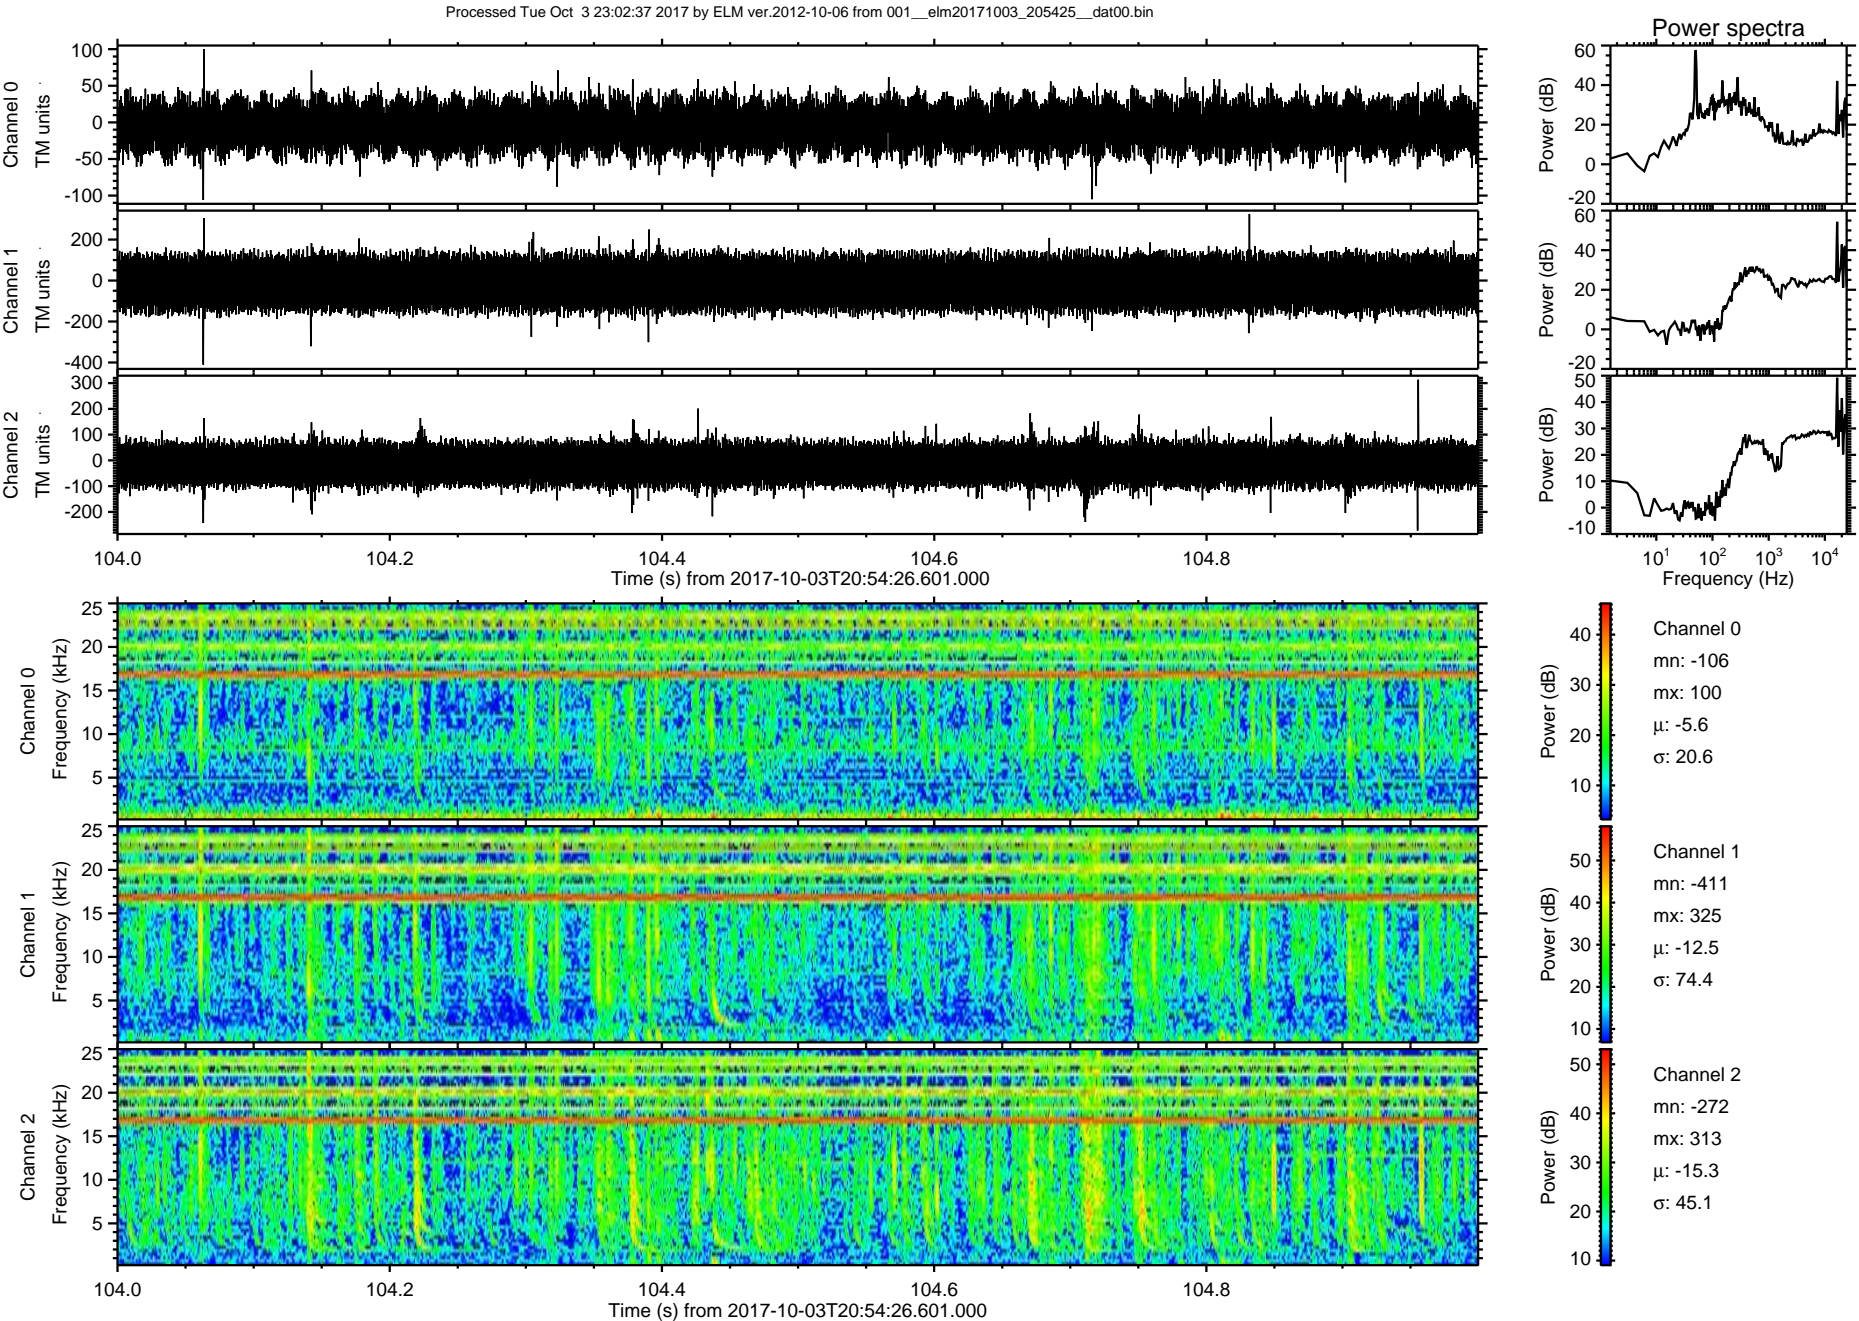 Processed Tue Oct  3 23:02:37 2017 by ELM ver.2012-10-06 from 001__elm20171003_205425__dat00.bin
Power spectra
Channel 0
TM units
100
50
0
-50
-100
Power (dB)
60
40
20
0
-20
Channel 1
TM units
200
0
-200
-400
Power (dB)
60
40
20
0
-20
Channel 2
TM units
300
200
100
0
-100
-200
Power (dB)
50
40
30
20
10
0
-10
104.0 104.2 104.4 104.6 104.8
Time (s) from 2017-10-03T20:54:26.601.000
10^1 10^2 10^3 10^4
Frequency (Hz)
Channel 0
Frequency (kHz)
25
20
15
10
5
Power (dB)
40
30
20
10
Channel 0
mn: -106
mx: 100
μ: -5.6
σ: 20.6
Channel 1
Frequency (kHz)
25
20
15
10
5
Power (dB)
50
40
30
20
10
Channel 1
mn: -411
mx: 325
μ: -12.5
σ: 74.4
Channel 2
Frequency (kHz)
25
20
15
10
5
Power (dB)
50
40
30
20
10
Channel 2
mn: -272
mx: 313
μ: -15.3
σ: 45.1
104.0 104.2 104.4 104.6 104.8
Time (s) from 2017-10-03T20:54:26.601.000